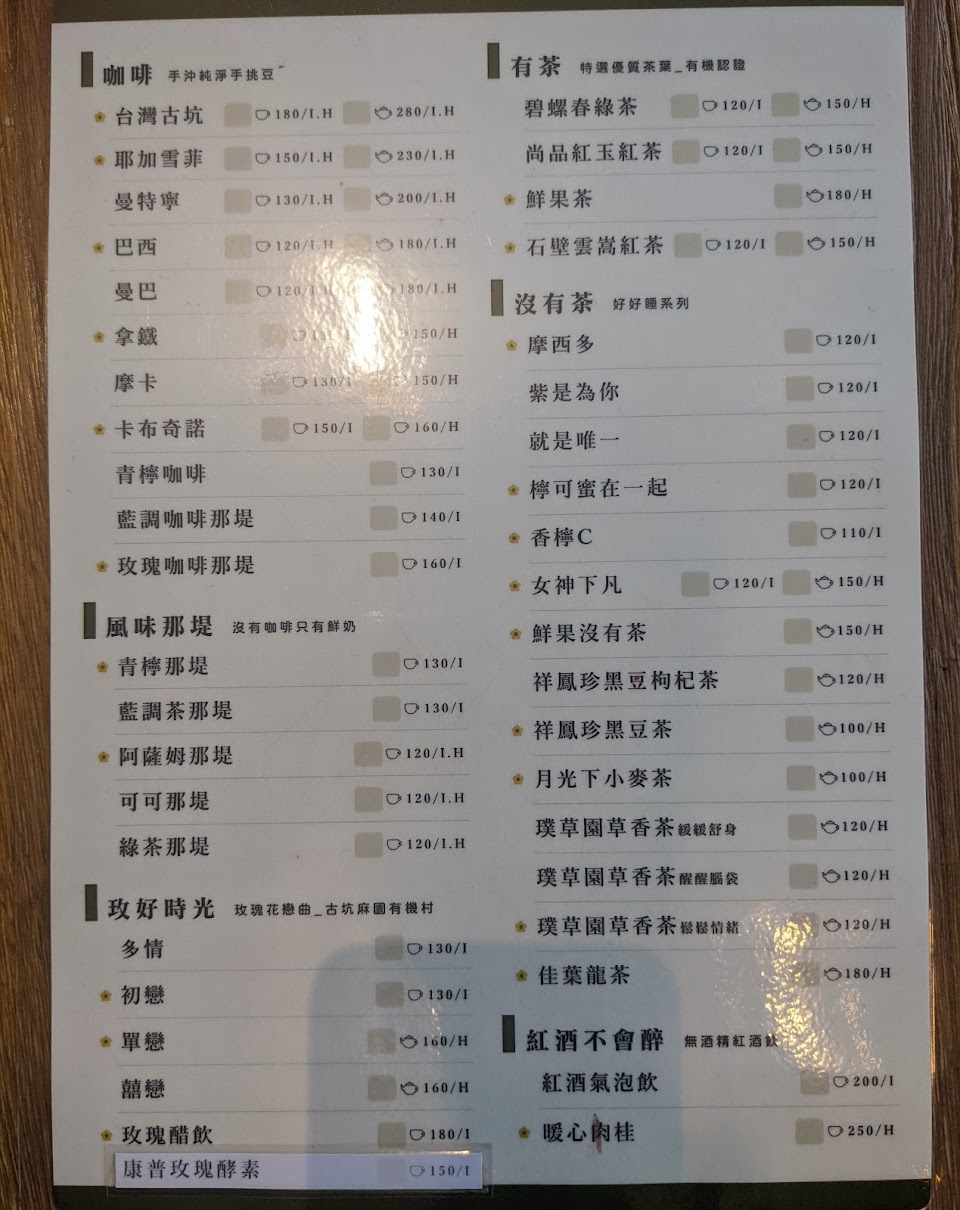 咖啡 手沖純淨手挑豆
台灣古坑 180/I.H 280/I.H
耶加雪菲 150/I.H 230/I.H
曼特寧 130/I.H 200/I.H
巴西 120/I.H 180/I.H
曼巴 120/I.H 180/I.H
拿鐵 150/H
摩卡 130/I 150/H
卡布奇諾 150/I 160/H
青檸咖啡 130/I
藍調咖啡那堤 140/I
玫瑰咖啡那堤 160/I
風味那堤 沒有咖啡只有鮮奶
青檸那堤 130/I
藍調茶那堤 130/I
阿薩姆那堤 120/I.H
可可那堤 120/I.H
綠茶那堤 120/I.H
玫好時光 玫瑰花戀曲_古坑麻園有機村
多情 130/I
初戀 130/I
單戀 160/H
囍戀 160/H
玫瑰醋飲 180/I
康普玫瑰酵素 150/I
有茶 特選優質茶葉_有機認證
碧螺春綠茶 120/I 150/H
尚品紅玉紅茶 120/I 150/H
鮮果茶 180/H
石壁雲嵩紅茶 120/I 150/H
沒有茶 好好睡系列
摩西多 120/I
紫是為你 120/I
就是唯一 120/I
檸可蜜在一起 120/I
香檸C 110/I
女神下凡 120/I 150/H
鮮果沒有茶 150/H
祥鳳珍黑豆枸杞茶 120/H
祥鳳珍黑豆茶 100/H
月光下小麥茶 100/H
璞草園草香茶緩緩舒身 120/H
璞草園草香茶醒醒腦袋 120/H
璞草園草香茶鬆鬆情緒 120/H
佳葉龍茶 180/H
紅酒不會醉 無酒精紅酒飲
紅酒氣泡飲 200/I
暖心肉桂 250/H